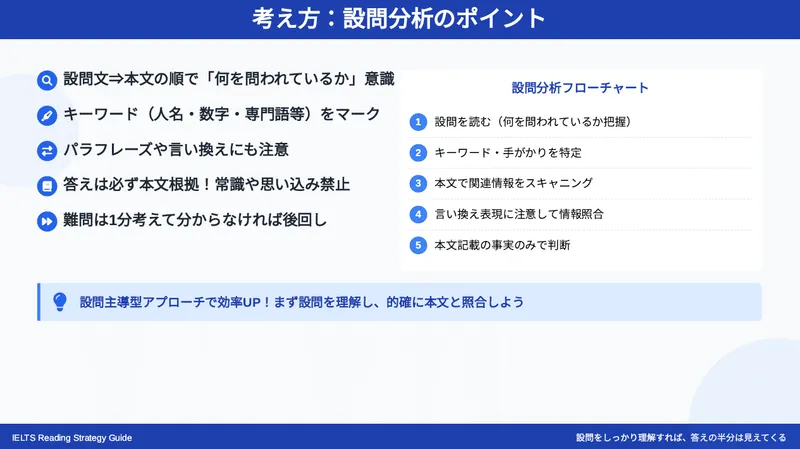 考え方：設問分析のポイント
設問文⇒本文の順で「何を問われているか」意識
キーワード（人名・数字・専門語等）をマーク
パラフレーズや言い換えにも注意
答えは必ず本文根拠！常識や思い込み禁止
難問は1分考えて分からなければ後回し
設問分析フローチャート
1 設問を読む（何を問われているか把握）
2 キーワード・手がかりを特定
3 本文で関連情報をスキャニング
4 言い換え表現に注意して情報照合
5 本文記載の事実のみで判断
設問主導型アプローチで効率UP！まず設問を理解し、的確に本文と照合しよう
IELTS Reading Strategy Guide
設問をしっかり理解すれば、答えの半分は見えてくる